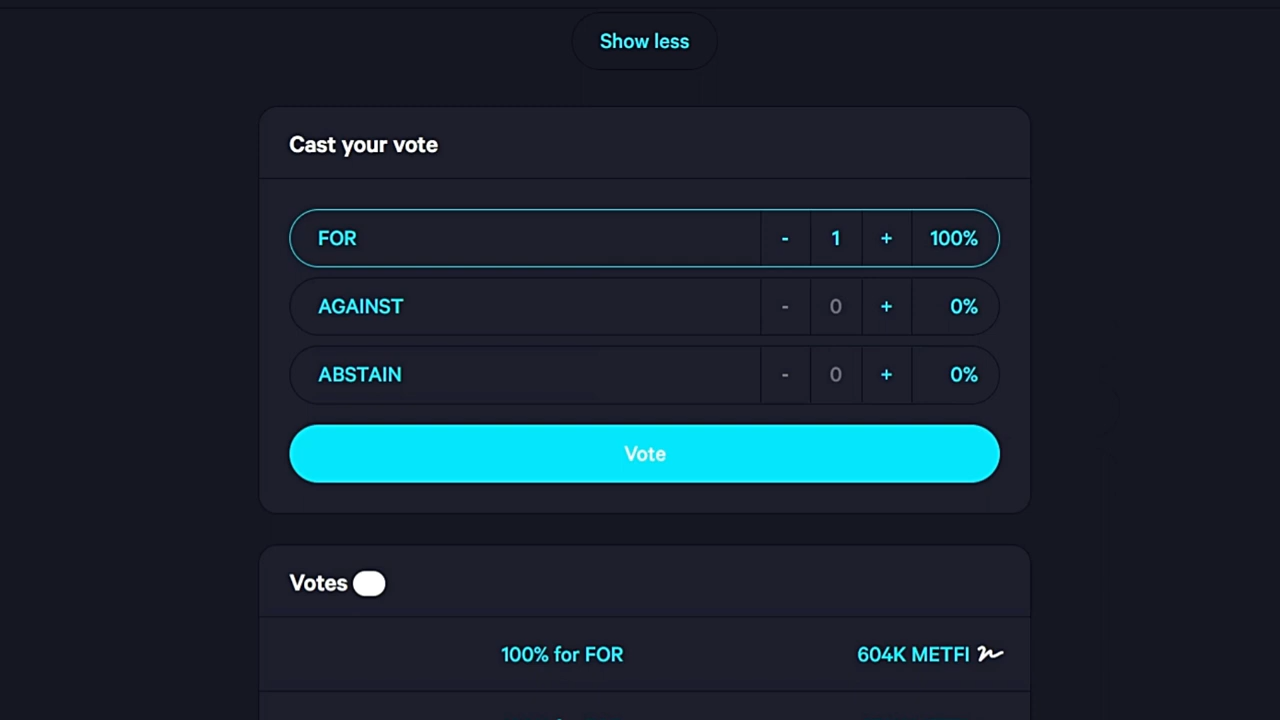 Show less
Cast your vote
FOR - 1 + 100%
AGAINST - 0 + 0%
ABSTAIN - 0 + 0%
Vote
Votes
100% for FOR 604K METFI